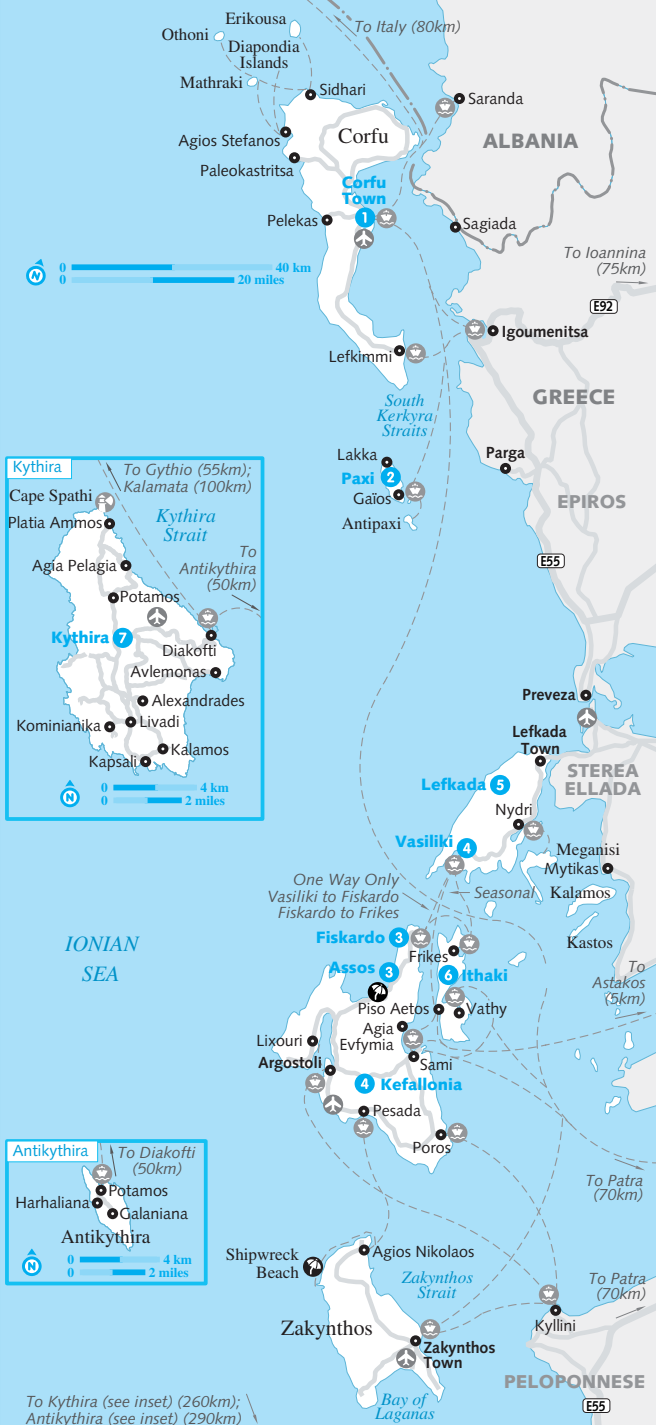 Erikousa
Othoni
To Italy (80km)
Diapondia
Islands
Mathraki
Sidhari
Saranda
Agios Stefanos
Corfu
ALBANIA
Paleokastritsa
Corfu
Town
1
Pelekas
Sagiada
To Ioannina
(75km)
N
0 40 km
0 20 miles
E92
Igoumenitsa
Lefkimmi
GREECE
South
Kerkyra
Straits
Lakka
Parga
Paxi 2
Gaïos
EPIROS
Antipaxi
E55
Kythira
To Gythio (55km);
Kalamata (100km)
Cape Spathi
Platia Ammos
Kythira
Strait
To
Antikythira
(50km)
Agia Pelagia
Potamos
Kythira 7
Diakofti
Avlemonas
Alexandrades
Kominianika
Livadi
Kalamos
Kapsali
N
0 4 km
0 2 miles
Preveza
Lefkada
Town
STEREA
ELLADA
Lefkada 5
Nydri
Vasiliki 4
Meganisi
Mytikas
One Way Only
Vasiliki to Fiskardo
Fiskardo to Frikes
Seasonal
Kalamos
Kastos
IONIAN
SEA
Fiskardo 3
Frikes
Assos 3
6 Ithaki
To
Astakos
(5km)
Piso Aetos
Vathy
Agia
Evfymia
Lixouri
Sami
Argostoli
4 Kefallonia
Pesada
Poros
To Patra
(70km)
Antikythira
To Diakofti
(50km)
Potamos
Harhaliana
Galaniana
Antikythira
N
0 4 km
0 2 miles
Shipwreck
Beach
Agios Nikolaos
Zakynthos
Strait
To Patra
(70km)
Zakynthos
Kyllini
Zakynthos
Town
PELOPONNESE
Bay of
Laganas
E55
To Kythira (see inset) (260km);
Antikythira (see inset) (290km)